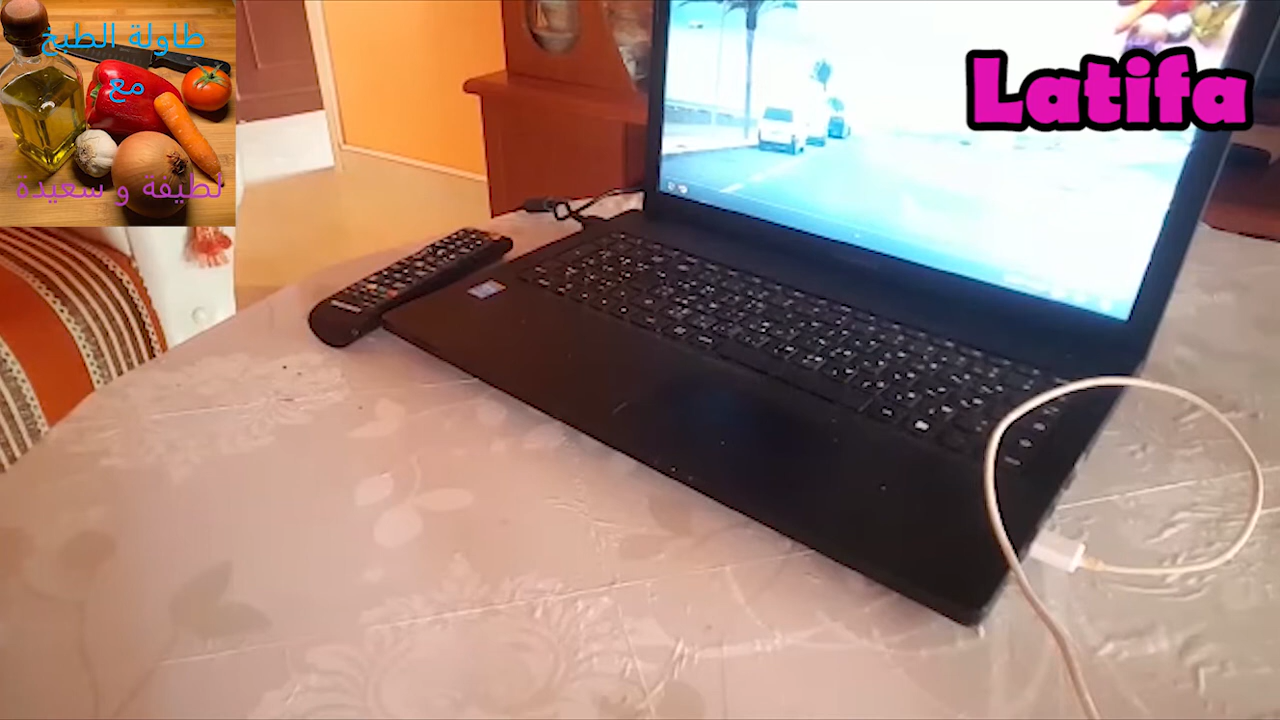 طاولة الطبخ
مع
لطيفة و سعيدة
Latifa